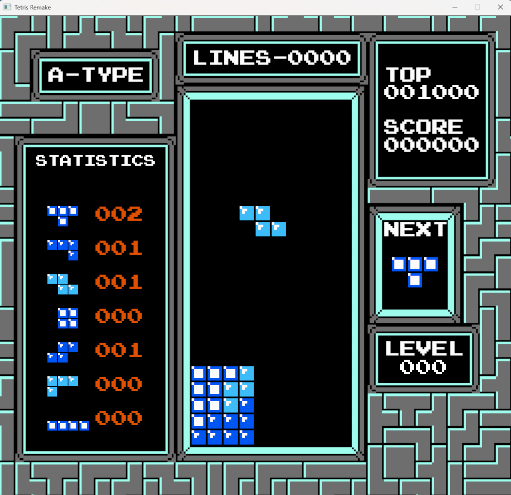 Tetris Remake
A-TYPE
LINES-0000
TOP
001000
SCORE
000000
STATISTICS
002
001
001
000
001
000
000
NEXT
LEVEL
000